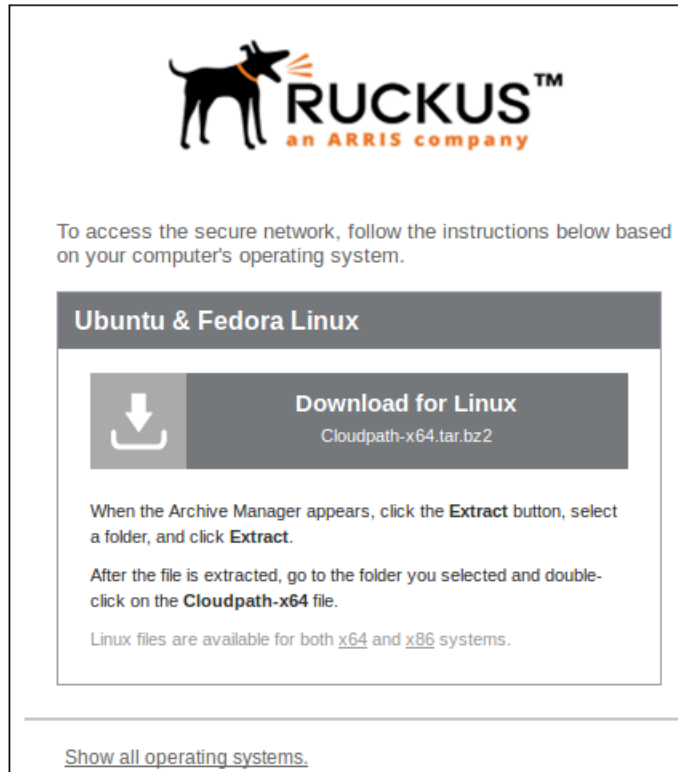 RUCKUS™
an ARRIS company
To access the secure network, follow the instructions below based
on your computer's operating system.
Ubuntu & Fedora Linux
Download for Linux
Cloudpath-x64.tar.bz2
When the Archive Manager appears, click the Extract button, select
a folder, and click Extract.
After the file is extracted, go to the folder you selected and double-
click on the Cloudpath-x64 file.
Linux files are available for both x64 and x86 systems.
Show all operating systems.